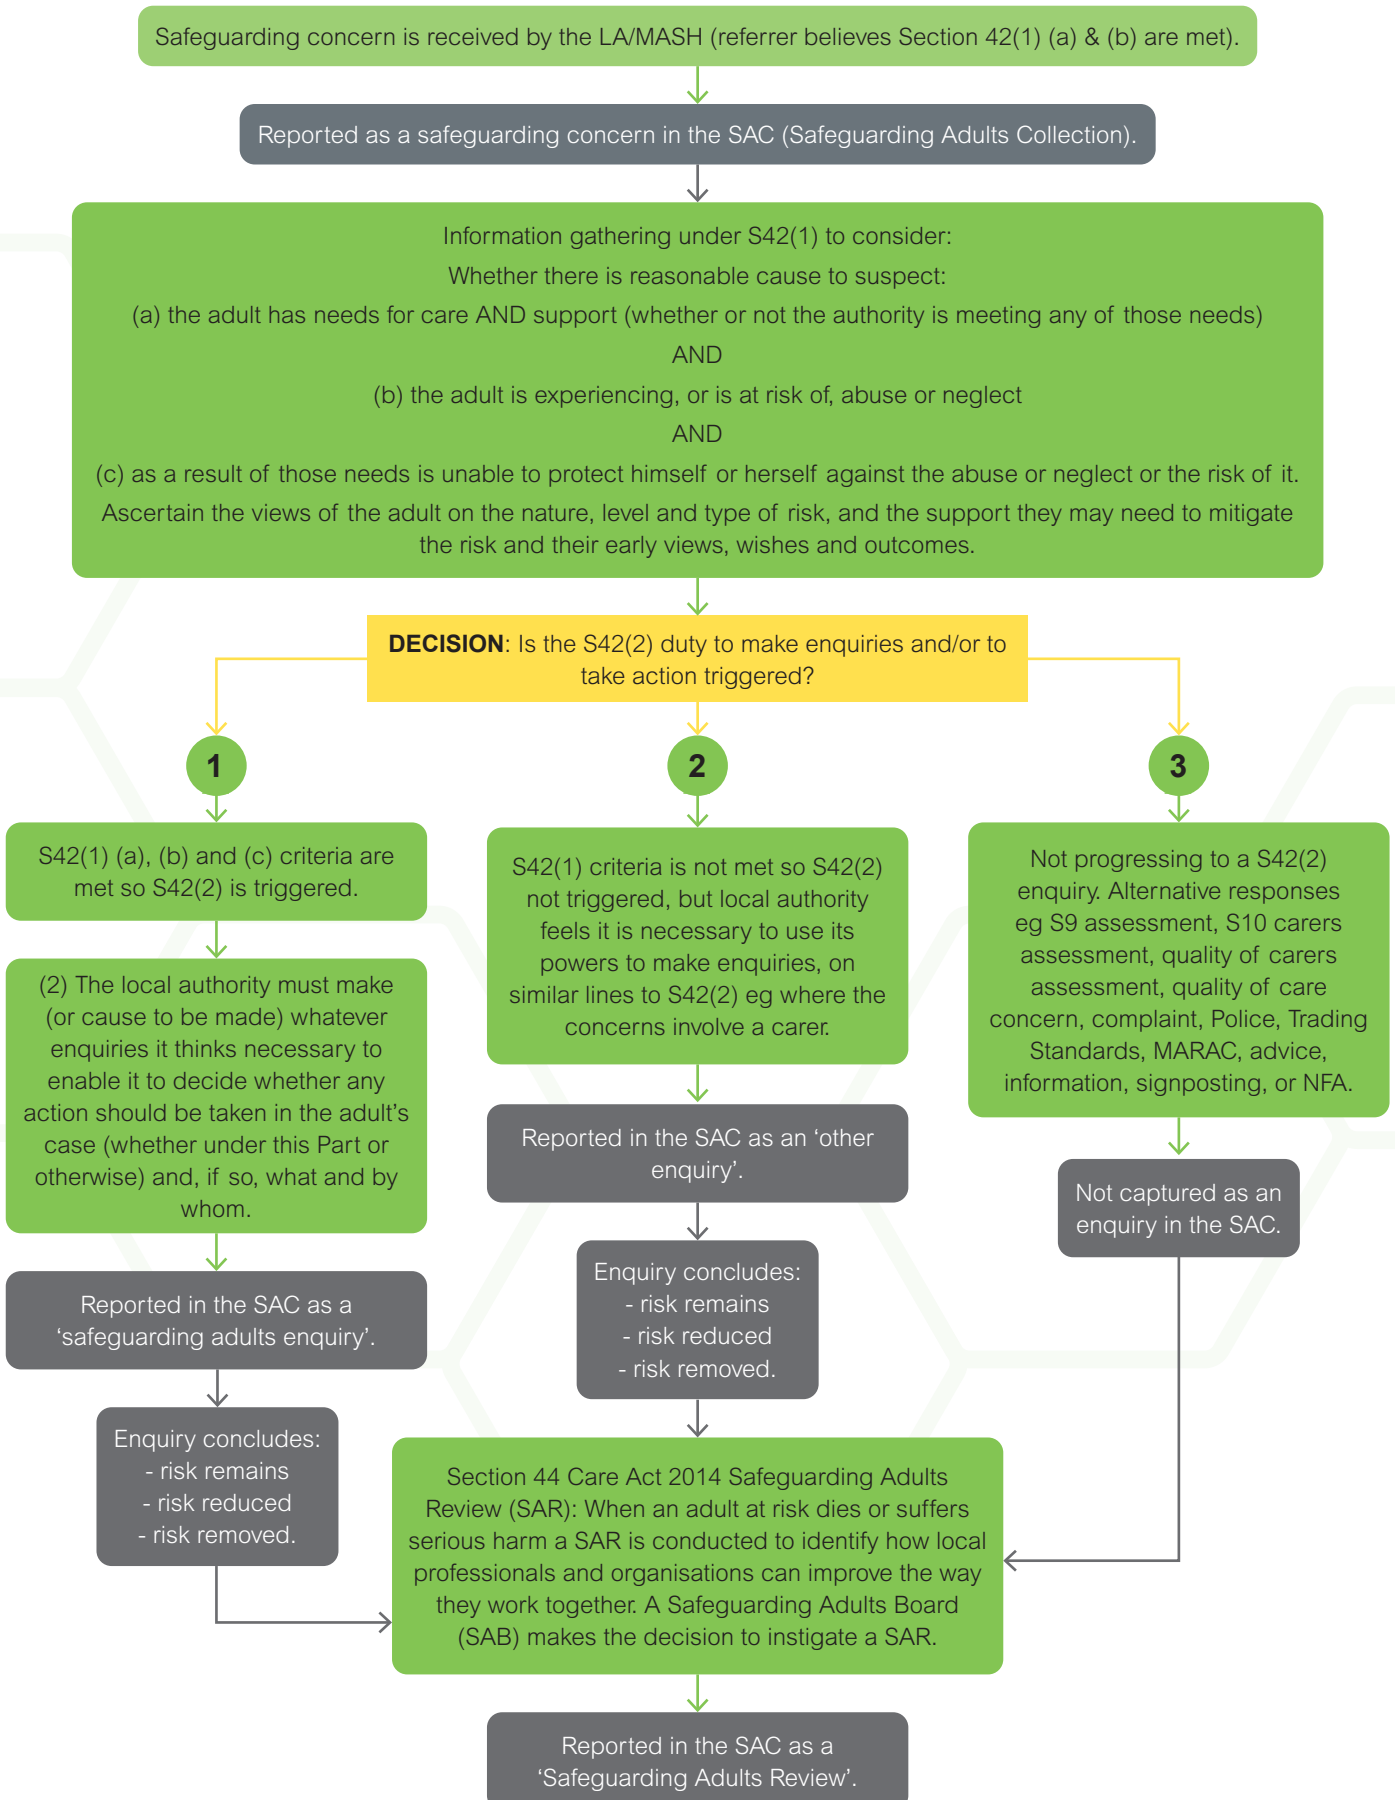 Safeguarding concern is received by the LA/MASH (referrer believes Section 42(1) (a) & (b) are met).
Reported as a safeguarding concern in the SAC (Safeguarding Adults Collection).
Information gathering under S42(1) to consider:
Whether there is reasonable cause to suspect:
(a) the adult has needs for care AND support (whether or not the authority is meeting any of those needs)
AND
(b) the adult is experiencing, or is at risk of, abuse or neglect
AND
(c) as a result of those needs is unable to protect himself or herself against the abuse or neglect or the risk of it.
Ascertain the views of the adult on the nature, level and type of risk, and the support they may need to mitigate
the risk and their early views, wishes and outcomes.
DECISION: Is the S42(2) duty to make enquiries and/or to
take action triggered?
1
S42(1) (a), (b) and (c) criteria are
met so S42(2) is triggered.
(2) The local authority must make
(or cause to be made) whatever
enquiries it thinks necessary to
enable it to decide whether any
action should be taken in the adult’s
case (whether under this Part or
otherwise) and, if so, what and by
whom.
Reported in the SAC as a
‘safeguarding adults enquiry’.
Enquiry concludes:
- risk remains
- risk reduced
- risk removed.
2
S42(1) criteria is not met so S42(2)
not triggered, but local authority
feels it is necessary to use its
powers to make enquiries, on
similar lines to S42(2) eg where the
concerns involve a carer.
Reported in the SAC as an ‘other
enquiry’.
Enquiry concludes:
- risk remains
- risk reduced
- risk removed.
3
Not progressing to a S42(2)
enquiry. Alternative responses
eg S9 assessment, S10 carers
assessment, quality of carers
assessment, quality of care
concern, complaint, Police, Trading
Standards, MARAC, advice,
information, signposting, or NFA.
Not captured as an
enquiry in the SAC.
Section 44 Care Act 2014 Safeguarding Adults
Review (SAR): When an adult at risk dies or suffers
serious harm a SAR is conducted to identify how local
professionals and organisations can improve the way
they work together. A Safeguarding Adults Board
(SAB) makes the decision to instigate a SAR.
Reported in the SAC as a
‘Safeguarding Adults Review’.